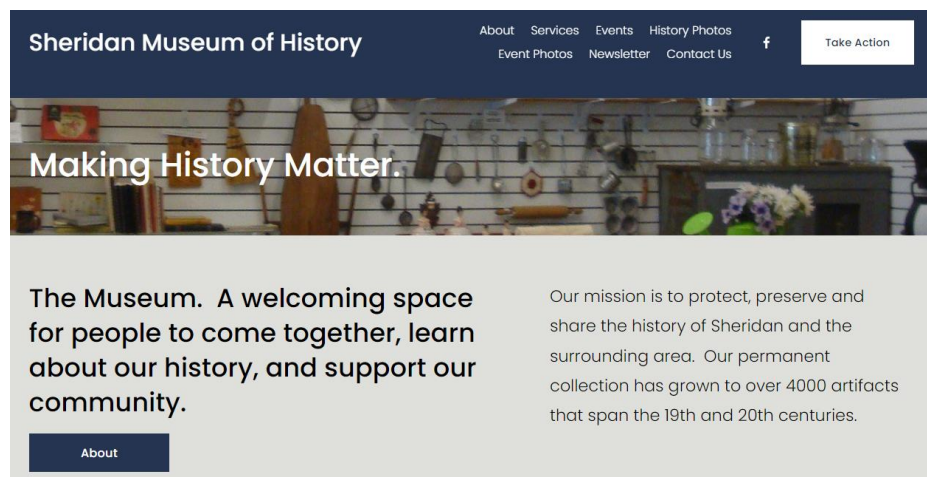 Sheridan Museum of History
About Services Events History Photos
Event Photos Newsletter Contact Us
f
Take Action
Making History Matter.
The Museum. A welcoming space
for people to come together, learn
about our history, and support our
community.
About
Our mission is to protect, preserve and
share the history of Sheridan and the
surrounding area. Our permanent
collection has grown to over 4000 artifacts
that span the 19th and 20th centuries.